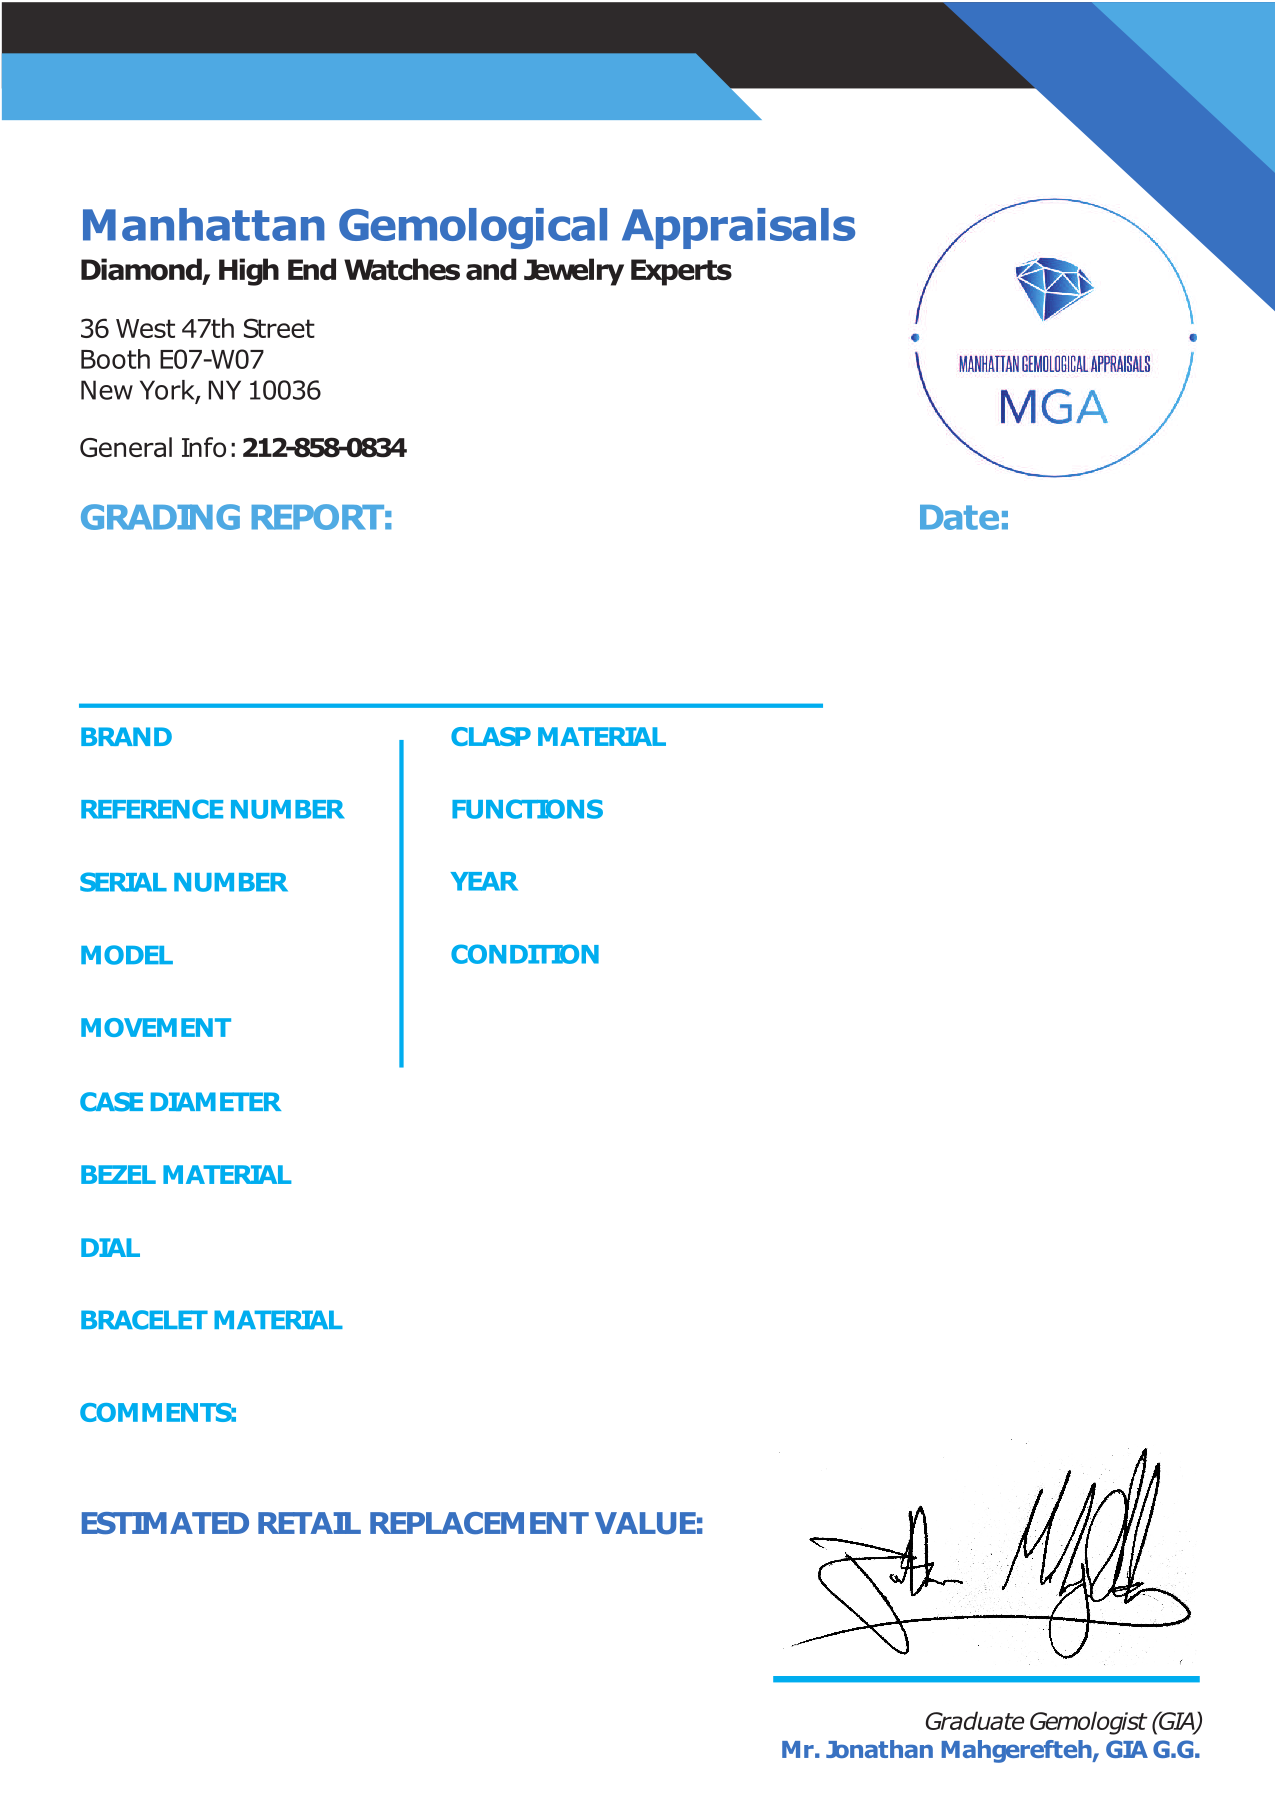 Manhattan Gemological Appraisals
Diamond, High End Watches and Jewelry Experts
36 West 47th Street
Booth E07-W07
New York, NY 10036
General Info: 212-858-0834
MANHATTAN GEMOLOGICAL APPRAISALS
MGA
GRADING REPORT:
Date:
BRAND
CLASP MATERIAL
REFERENCE NUMBER
FUNCTIONS
SERIAL NUMBER
YEAR
MODEL
CONDITION
MOVEMENT
CASE DIAMETER
BEZEL MATERIAL
DIAL
BRACELET MATERIAL
COMMENTS:
ESTIMATED RETAIL REPLACEMENT VALUE:
Graduate Gemologist (GIA)
Mr. Jonathan Mahgerefteh, GIA G.G.